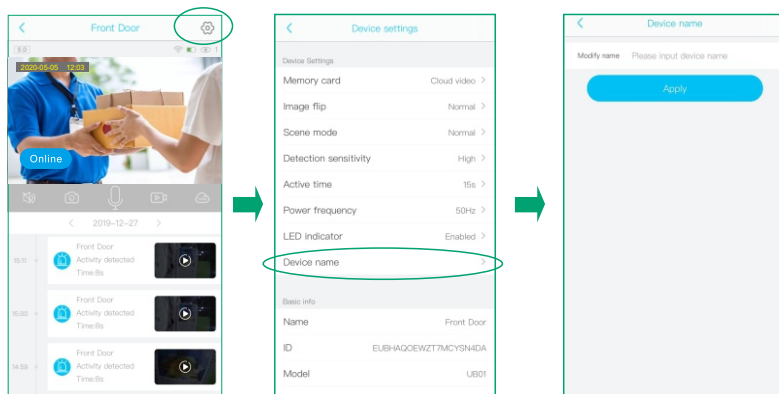 Front Door
2020-05-05 12:03
Online
2019-12-27
15:11
Front Door
Activity detected
Time:8s
Front Door
Activity detected
Time:8s
14:59
Front Door
Activity detected
Time:8s
Device settings
Device Settings
Memory card Cloud video
Image flip Normal
Scene mode Normal
Detection sensitivity High
Active time 15s
Power frequency 50Hz
LED indicator Enabled
Device name
Basic info
Name Front Door
ID EUBHAQOEWZT7MCYSN4DA
Model UB01
Device name
Modify name Please input device name
Apply